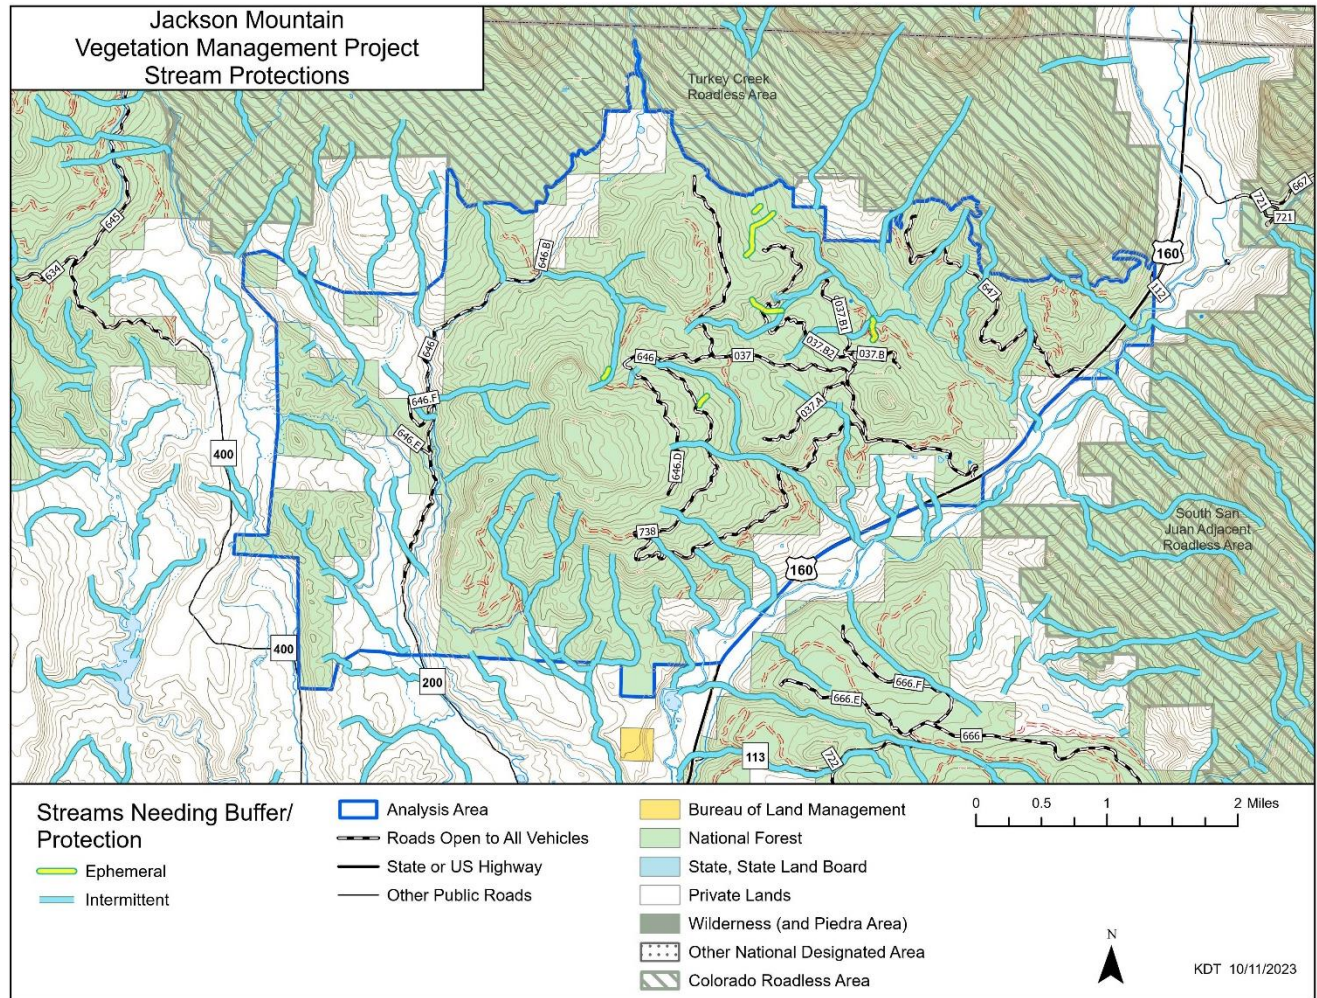 Jackson Mountain
Vegetation Management Project
Stream Protections
Turkey Creek
Roadless Area
645
634
646.B
646
646.F
646.E
400
400
200
646
037
037.B1
037.B2
037.B
037.A
646.D
738
647
160
112
667
721
721
160
South San
Juan Adjacent
Roadless Area
666.F
666.E
666
722
113
Streams Needing Buffer/
Protection
Ephemeral
Intermittent
Analysis Area
Roads Open to All Vehicles
State or US Highway
Other Public Roads
Bureau of Land Management
National Forest
State, State Land Board
Private Lands
Wilderness (and Piedra Area)
Other National Designated Area
Colorado Roadless Area
0 0.5 1 2 Miles
N
KDT 10/11/2023